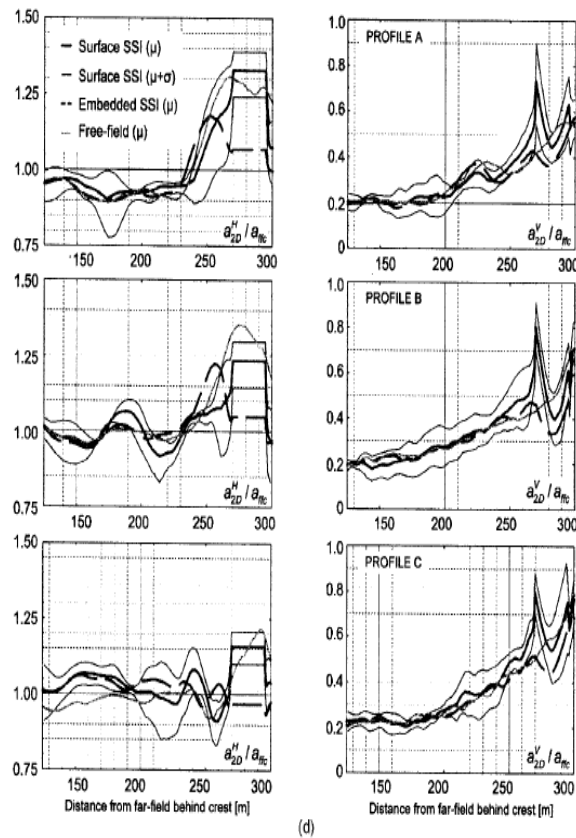 1.50
Surface SSI (μ)
Surface SSI (μ+σ)
Embedded SSI (μ)
Free-field (μ)
1.25
1.00
0.75
150 200 250 300
a^H_2D / a_ffc
1
PROFILE A
0.8
0.6
0.4
0.2
0
150 200 250 300
a^V_2D / a_ffc
1.50
1.25
1.00
0.75
150 200 250 300
a^H_2D / a_ffc
1.0
PROFILE B
0.8
0.6
0.4
0.2
0
150 200 250 300
a^V_2D / a_ffc
1.50
1.25
1.00
0.75
150 200 250 300
a^H_2D / a_ffc
Distance from far-field behind crest [m]
1.0
PROFILE C
0.8
0.6
0.4
0.2
0
150 200 250 300
a^V_2D / a_ffc
Distance from far-field behind crest [m]
(d)